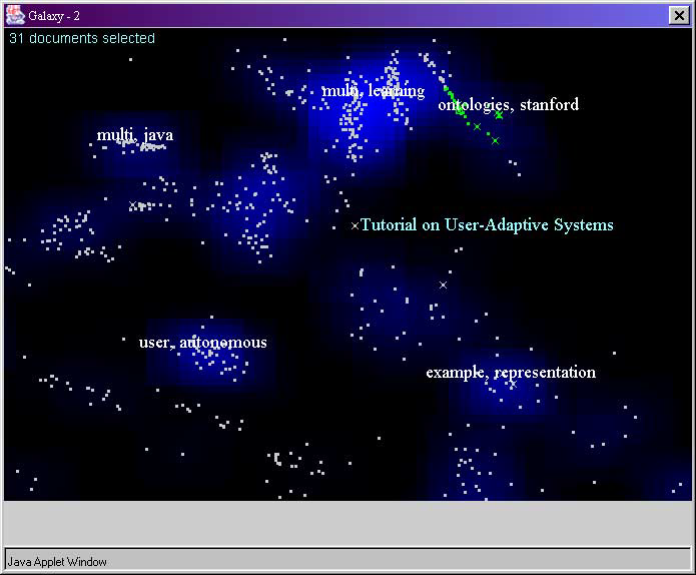 Galaxy - 2
31 documents selected
multi, learning
ontologies, stanford
multi, java
Tutorial on User-Adaptive Systems
user, autonomous
example, representation
Java Applet Window